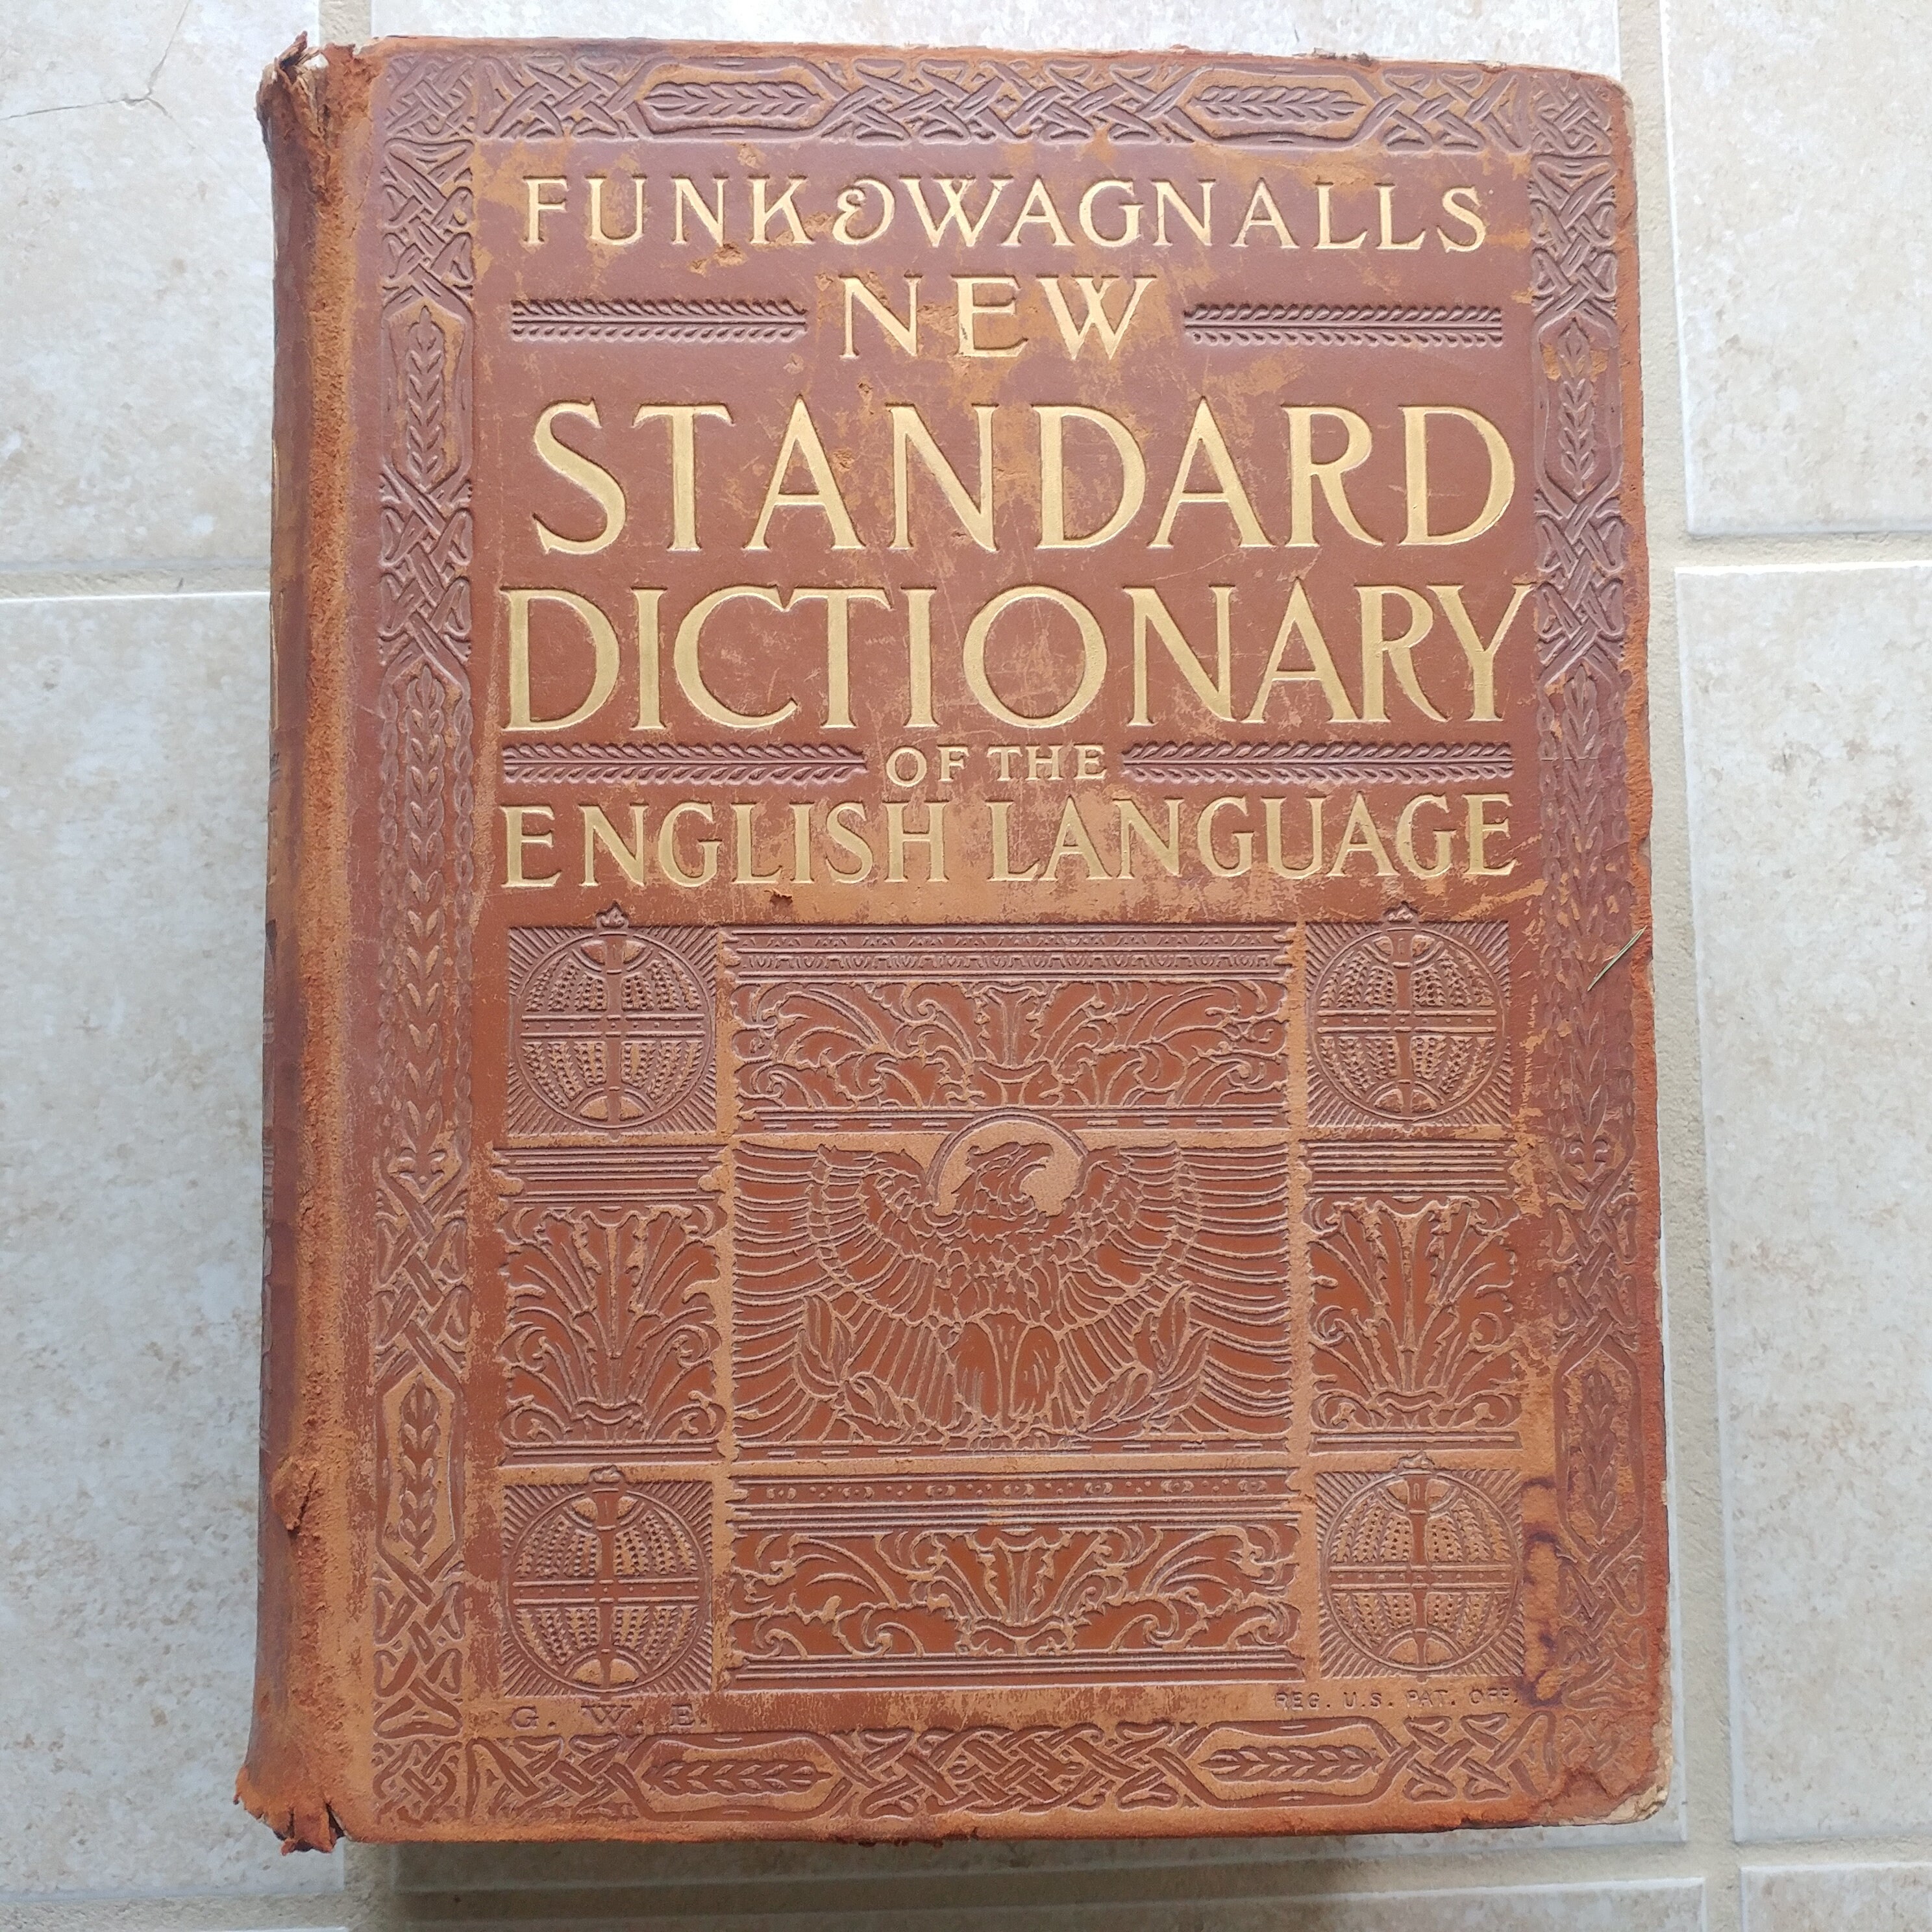 FUNK & WAGNALLS
NEW
STANDARD
DICTIONARY
OF THE
ENGLISH LANGUAGE
G. W. E.
REG. U.S. PAT. OFF.